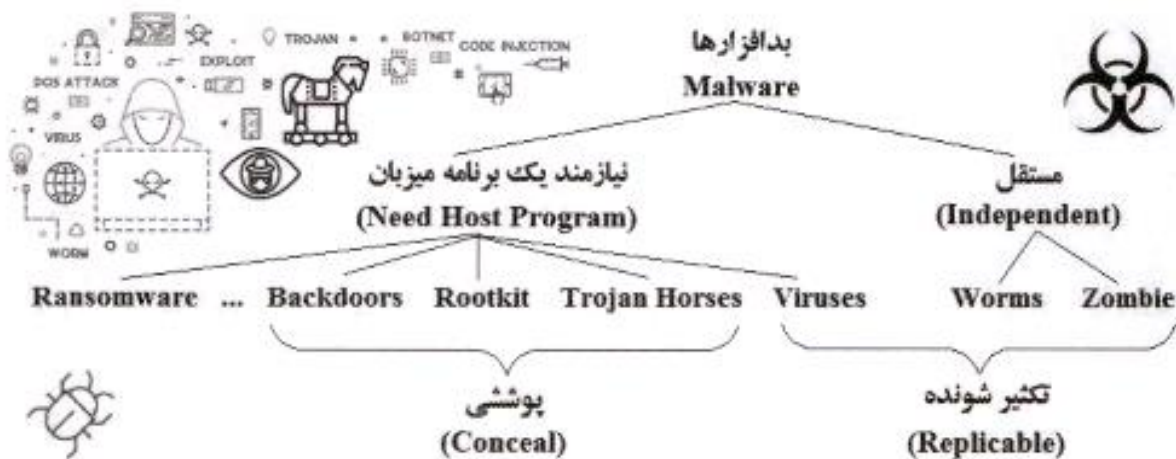 TROJAN
BOTNET
CODE INJECTION
EXPLOIT
DOS ATTACK
VIRUS
WORM
بدافزارها
Malware
نیازمند یک برنامه میزبان
(Need Host Program)
مستقل
(Independent)
Ransomware ... Backdoors Rootkit Trojan Horses Viruses Worms Zombie
پوششی
(Conceal)
تکثیر شونده
(Replicable)